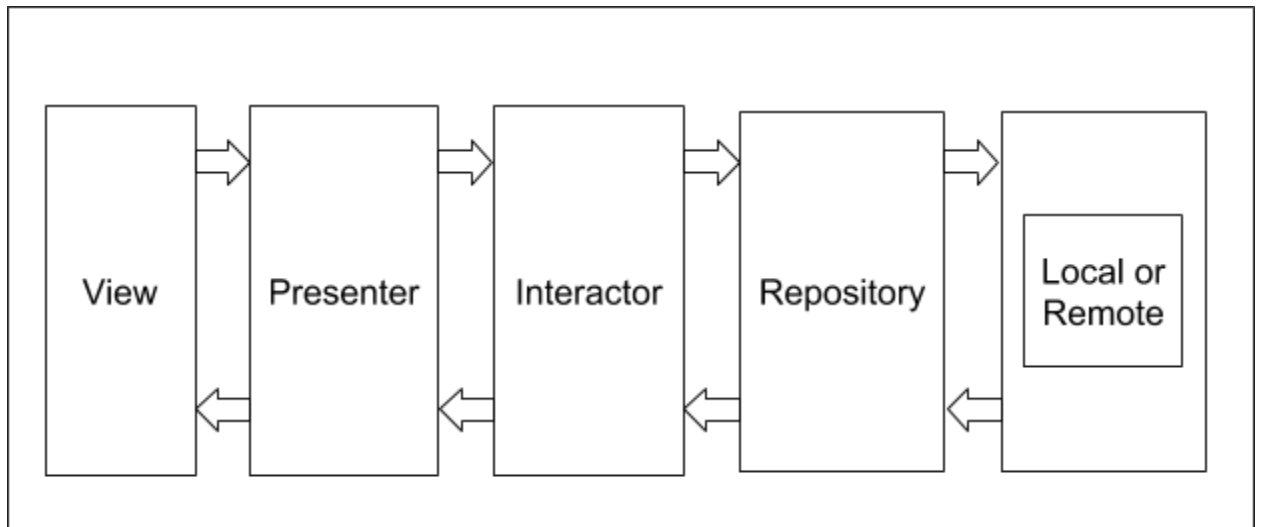 View
Presenter
Interactor
Repository
Local or
Remote